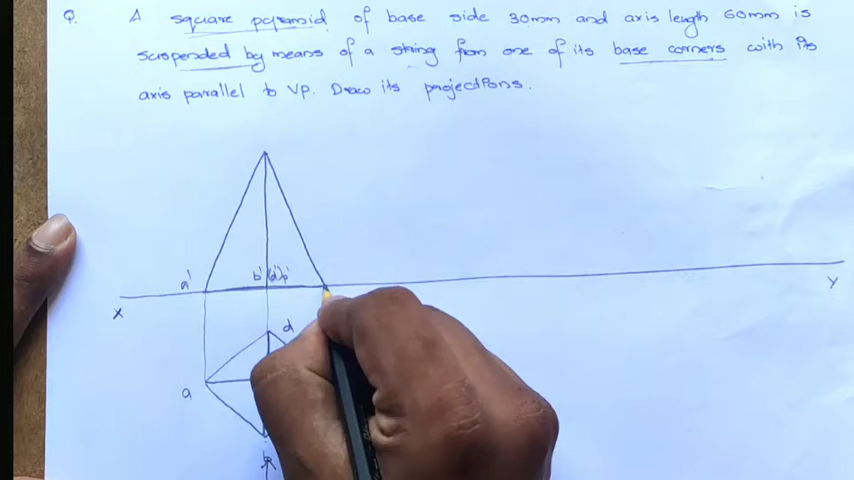 Q. A square pyramid of base side 30mm and axis length 60mm is
suspended by means of a string from one of its base corners with its
axis parallel to VP. Draw its projections.
a' b' (d') p'
X Y
d
a
b